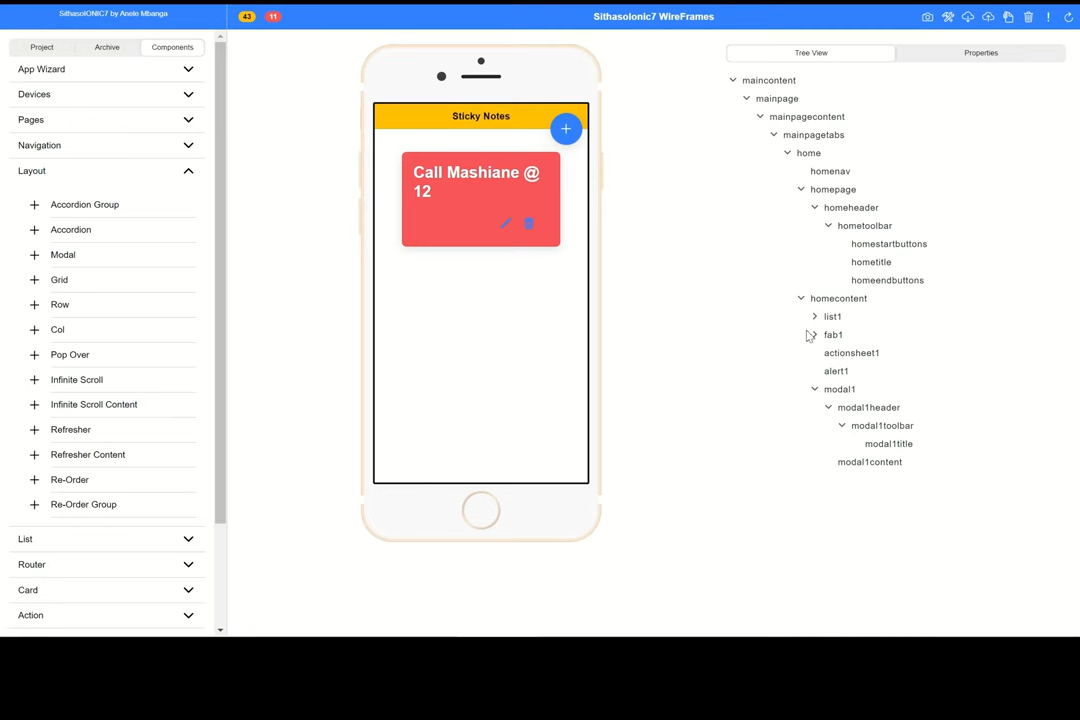 SithasoIONIC7 by Anele Mbanga
43
11
SithasoIonic7 WireFrames
Project
Archive
Components
App Wizard
Devices
Pages
Navigation
Layout
Accordion Group
Accordion
Modal
Grid
Row
Col
Pop Over
Infinite Scroll
Infinite Scroll Content
Refresher
Refresher Content
Re-Order
Re-Order Group
List
Router
Card
Action
Sticky Notes
Call Mashiane @
12
Tree View
Properties
maincontent
mainpage
mainpagecontent
mainpagetabs
home
homenav
homepage
homeheader
hometoolbar
homestartbuttons
hometitle
homeendbuttons
homecontent
list1
fab1
actionsheet1
alert1
modal1
modal1header
modal1toolbar
modal1title
modal1content